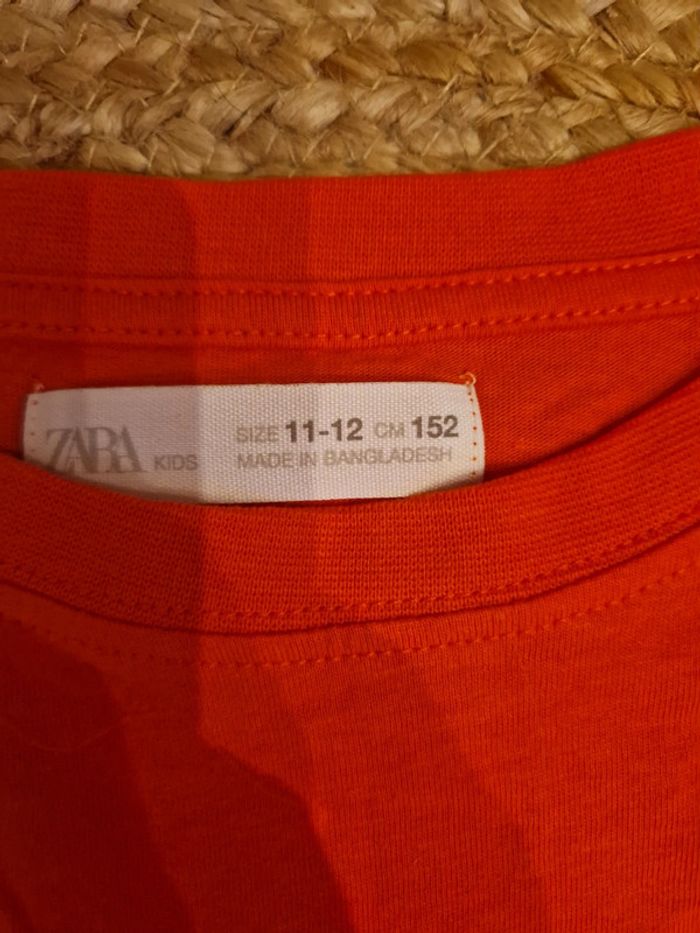 ZARA KIDS
SIZE 11-12 CM 152
MADE IN BANGLADESH